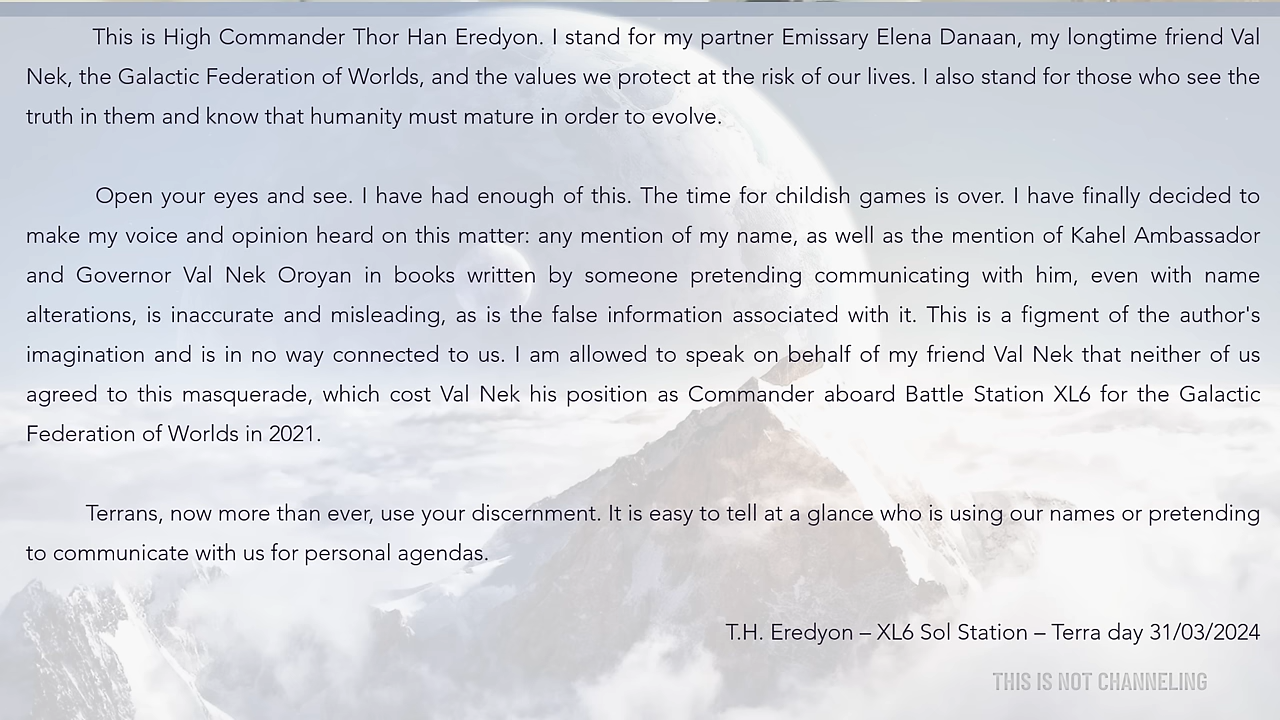 This is High Commander Thor Han Eredyon. I stand for my partner Emissary Elena Danaan, my longtime friend Val
Nek, the Galactic Federation of Worlds, and the values we protect at the risk of our lives. I also stand for those who see the
truth in them and know that humanity must mature in order to evolve.
Open your eyes and see. I have had enough of this. The time for childish games is over. I have finally decided to
make my voice and opinion heard on this matter: any mention of my name, as well as the mention of Kahel Ambassador
and Governor Val Nek Oroyan in books written by someone pretending communicating with him, even with name
alterations, is inaccurate and misleading, as is the false information associated with it. This is a figment of the author's
imagination and is in no way connected to us. I am allowed to speak on behalf of my friend Val Nek that neither of us
agreed to this masquerade, which cost Val Nek his position as Commander aboard Battle Station XL6 for the Galactic
Federation of Worlds in 2021.
Terrans, now more than ever, use your discernment. It is easy to tell at a glance who is using our names or pretending
to communicate with us for personal agendas.
T.H. Eredyon – XL6 Sol Station – Terra day 31/03/2024
THIS IS NOT CHANNELING